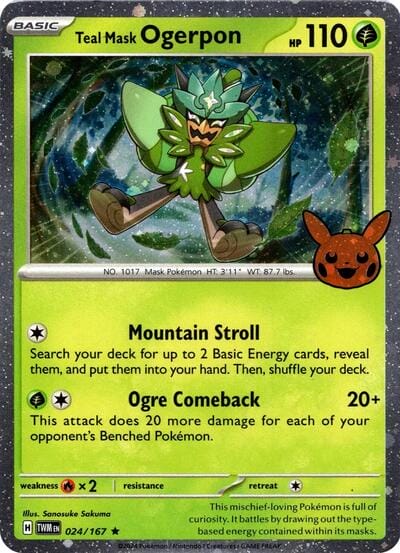 BASIC
Teal Mask Ogerpon HP 110
NO. 1017 Mask Pokémon HT: 3'11" WT: 87.7 lbs.
Mountain Stroll
Search your deck for up to 2 Basic Energy cards, reveal
them, and put them into your hand. Then, shuffle your deck.
Ogre Comeback 20+
This attack does 20 more damage for each of your
opponent's Benched Pokémon.
weakness ×2 resistance retreat
Illus. Sanosuke Sakuma
H TWM EN 024/167 ★
This mischief-loving Pokémon is full of
curiosity. It battles by drawing out the type-
based energy contained within its masks.
©2024 Pokémon / Nintendo / Creatures / GAME FREAK